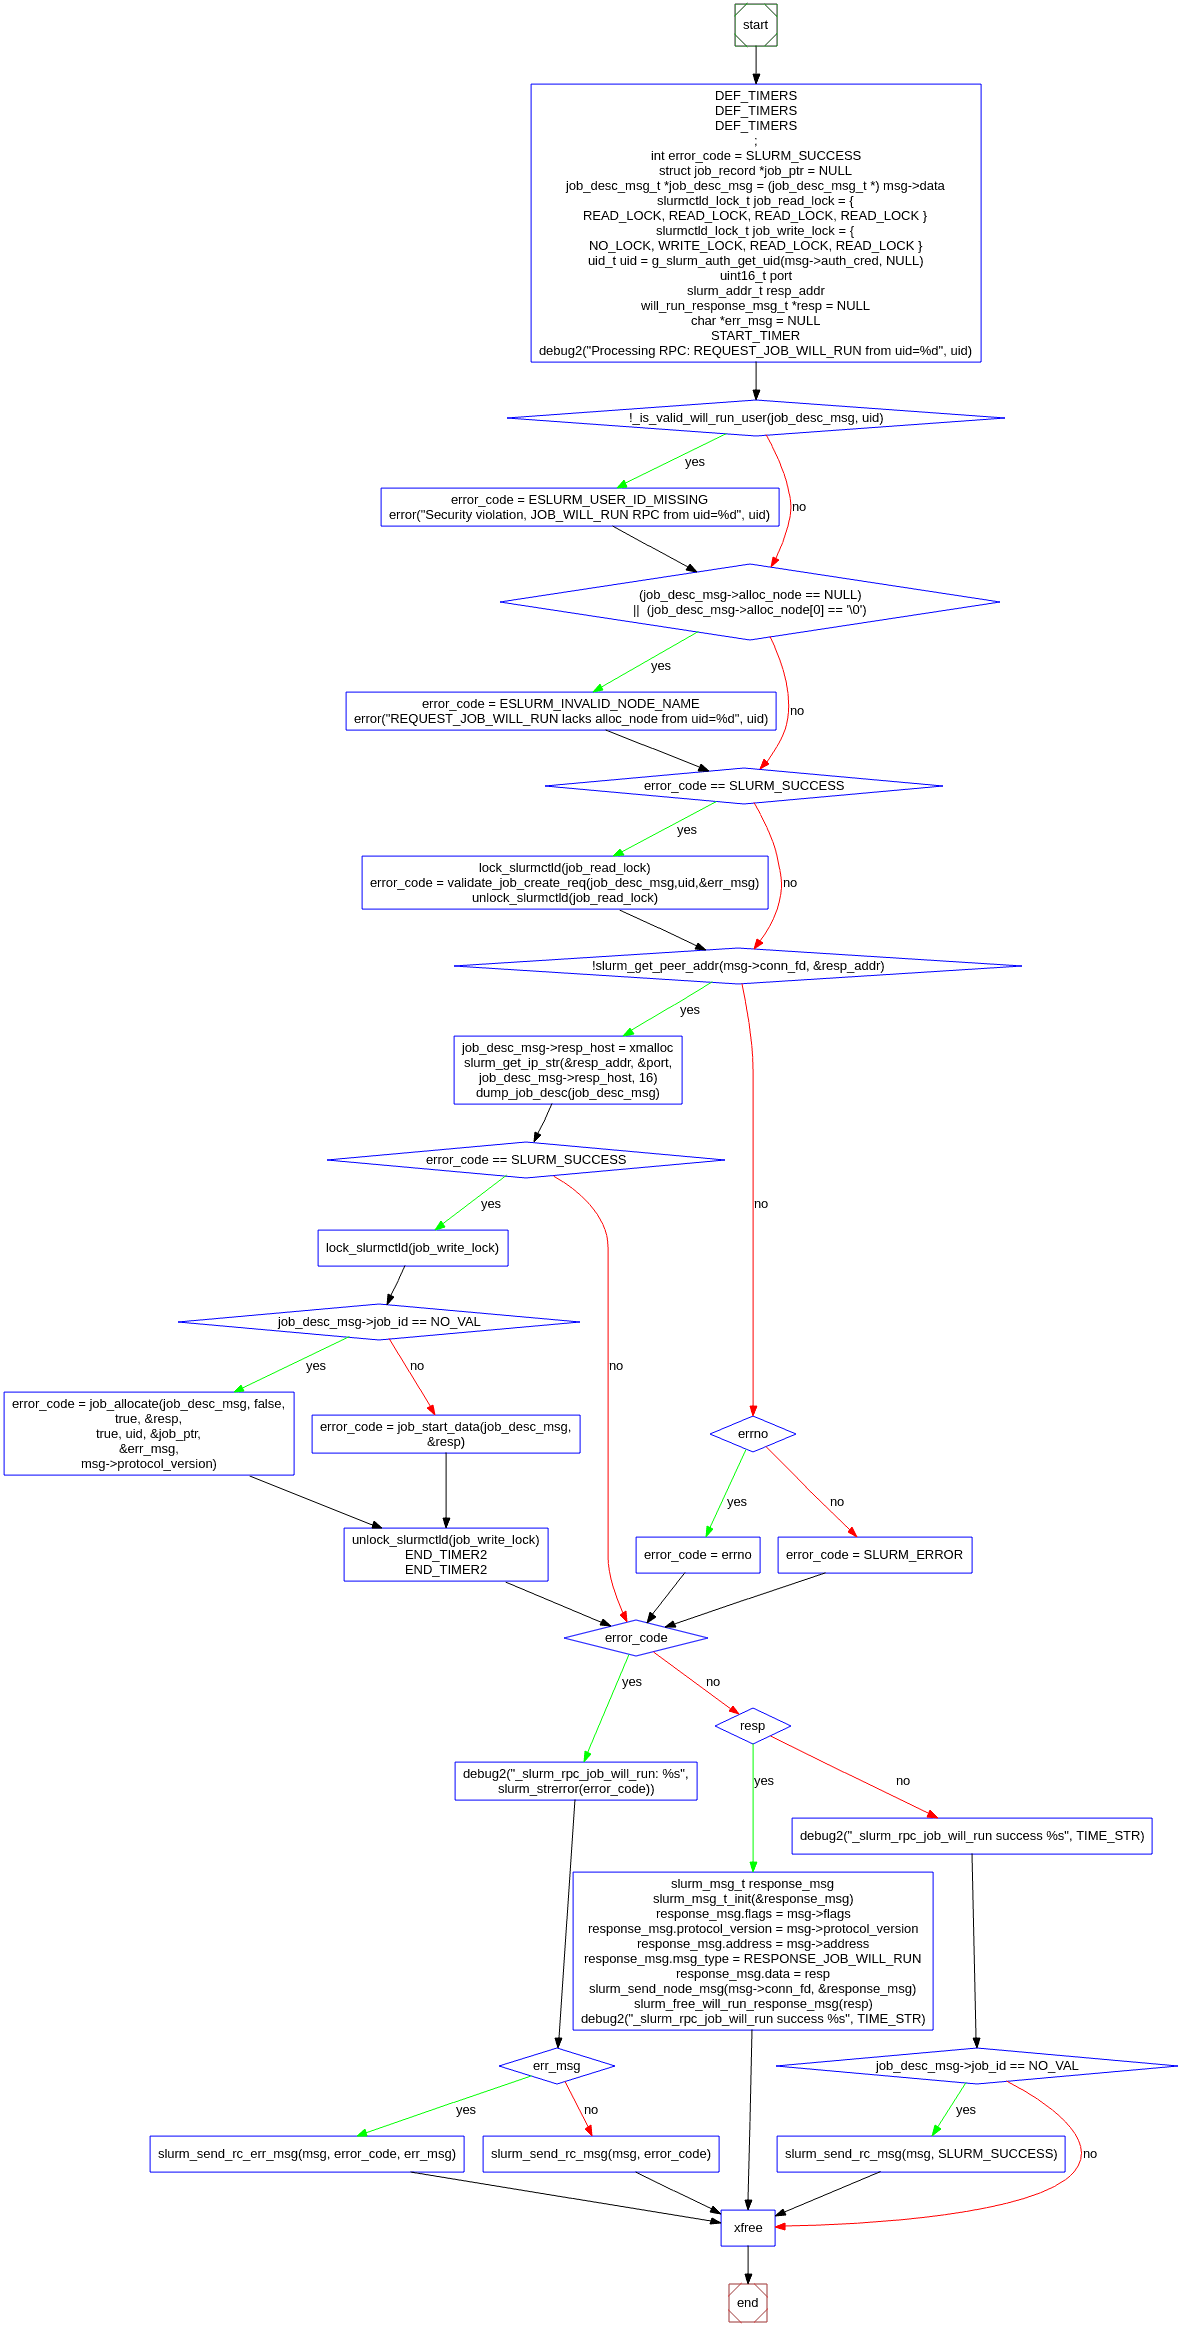 start
DEF_TIMERS
DEF_TIMERS
DEF_TIMERS
;
int error_code = SLURM_SUCCESS
struct job_record *job_ptr = NULL
job_desc_msg_t *job_desc_msg = (job_desc_msg_t *) msg->data
slurmctld_lock_t job_read_lock = {
READ_LOCK, READ_LOCK, READ_LOCK, READ_LOCK }
slurmctld_lock_t job_write_lock = {
NO_LOCK, WRITE_LOCK, READ_LOCK, READ_LOCK }
uid_t uid = g_slurm_auth_get_uid(msg->auth_cred, NULL)
uint16_t port
slurm_addr_t resp_addr
will_run_response_msg_t *resp = NULL
char *err_msg = NULL
START_TIMER
debug2("Processing RPC: REQUEST_JOB_WILL_RUN from uid=%d", uid)
!_is_valid_will_run_user(job_desc_msg, uid)
yes
error_code = ESLURM_USER_ID_MISSING
error("Security violation, JOB_WILL_RUN RPC from uid=%d", uid)
no
(job_desc_msg->alloc_node == NULL)
|| (job_desc_msg->alloc_node[0] == '\0')
yes
error_code = ESLURM_INVALID_NODE_NAME
error("REQUEST_JOB_WILL_RUN lacks alloc_node from uid=%d", uid)
no
error_code == SLURM_SUCCESS
yes
lock_slurmctld(job_read_lock)
error_code = validate_job_create_req(job_desc_msg,uid,&err_msg)
unlock_slurmctld(job_read_lock)
no
!slurm_get_peer_addr(msg->conn_fd, &resp_addr)
yes
job_desc_msg->resp_host = xmalloc
slurm_get_ip_str(&resp_addr, &port,
job_desc_msg->resp_host, 16)
dump_job_desc(job_desc_msg)
error_code == SLURM_SUCCESS
yes
no
lock_slurmctld(job_write_lock)
job_desc_msg->job_id == NO_VAL
yes
no
no
error_code = job_allocate(job_desc_msg, false,
true, &resp,
true, uid, &job_ptr,
&err_msg,
msg->protocol_version)
error_code = job_start_data(job_desc_msg,
&resp)
errno
yes
no
unlock_slurmctld(job_write_lock)
END_TIMER2
END_TIMER2
error_code = errno
error_code = SLURM_ERROR
error_code
yes
no
resp
debug2("_slurm_rpc_job_will_run: %s",
slurm_strerror(error_code))
yes
no
debug2("_slurm_rpc_job_will_run success %s", TIME_STR)
slurm_msg_t response_msg
slurm_msg_t_init(&response_msg)
response_msg.flags = msg->flags
response_msg.protocol_version = msg->protocol_version
response_msg.address = msg->address
response_msg.msg_type = RESPONSE_JOB_WILL_RUN
response_msg.data = resp
slurm_send_node_msg(msg->conn_fd, &response_msg)
slurm_free_will_run_response_msg(resp)
debug2("_slurm_rpc_job_will_run success %s", TIME_STR)
err_msg
job_desc_msg->job_id == NO_VAL
yes
no
yes
no
slurm_send_rc_err_msg(msg, error_code, err_msg)
slurm_send_rc_msg(msg, error_code)
slurm_send_rc_msg(msg, SLURM_SUCCESS)
xfree
end